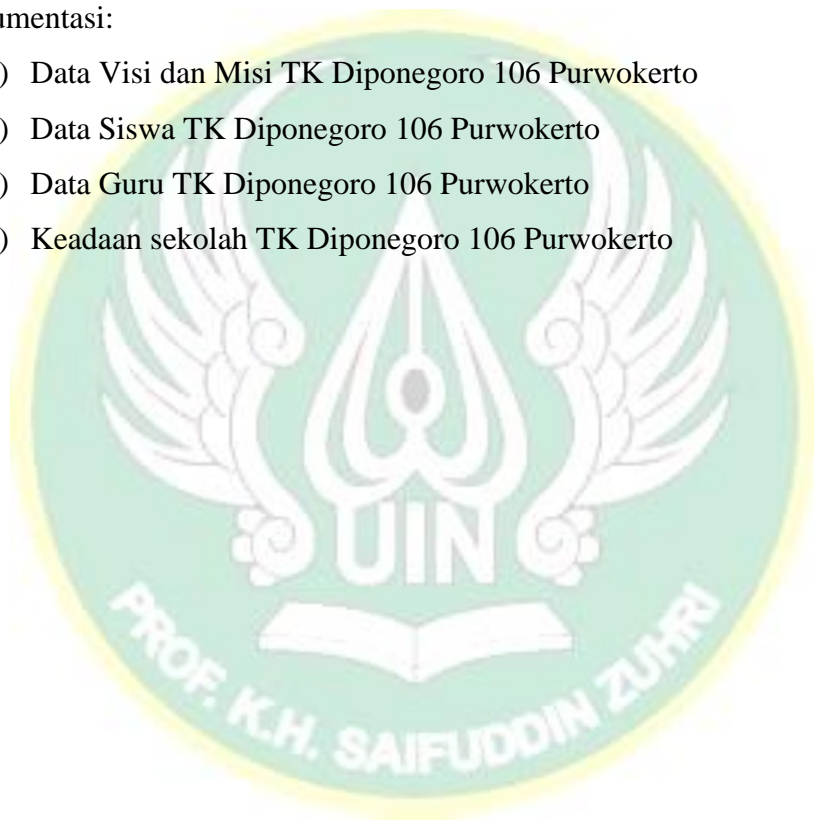 umentasi:
) Data Visi dan Misi TK Diponegoro 106 Purwokerto
) Data Siswa TK Diponegoro 106 Purwokerto
) Data Guru TK Diponegoro 106 Purwokerto
) Keadaan sekolah TK Diponegoro 106 Purwokerto
UIN
PROF. K.H. SAIFUDDIN ZUHRI